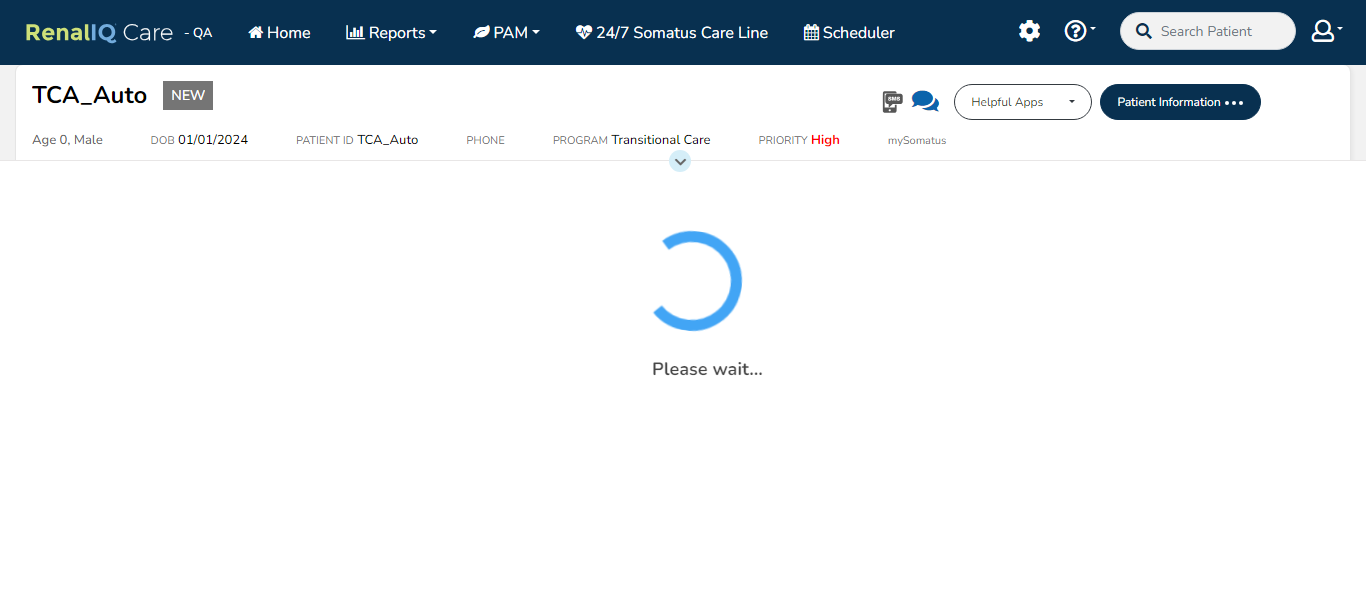 RenalIQ Care - QA Home Reports PAM 24/7 Somatus Care Line Scheduler Search Patient
TCA_Auto NEW
SMS Helpful Apps Patient Information
Age 0, Male DOB 01/01/2024 PATIENT ID TCA_Auto PHONE PROGRAM Transitional Care PRIORITY High mySomatus
Please wait...